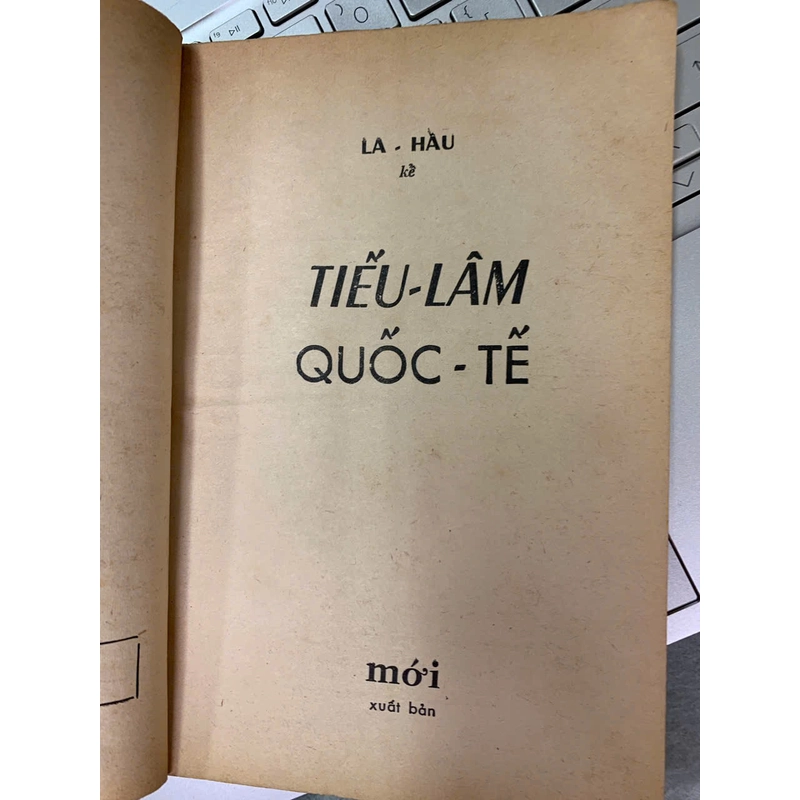 LA - HẦU
kể
TIẾU-LÂM
QUỐC - TẾ
mới
xuất bản